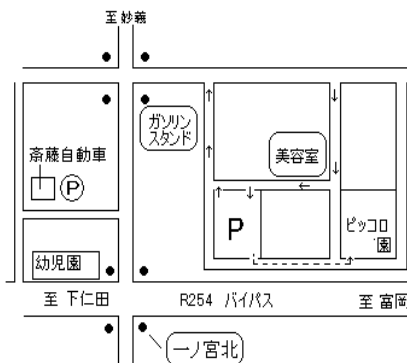 至 妙義
ガソリン
スタンド
斎藤自動車
P
美容室
P
ピッコロ
園
幼児園
至 下仁田
R254 バイパス
至 富岡
一ノ宮北